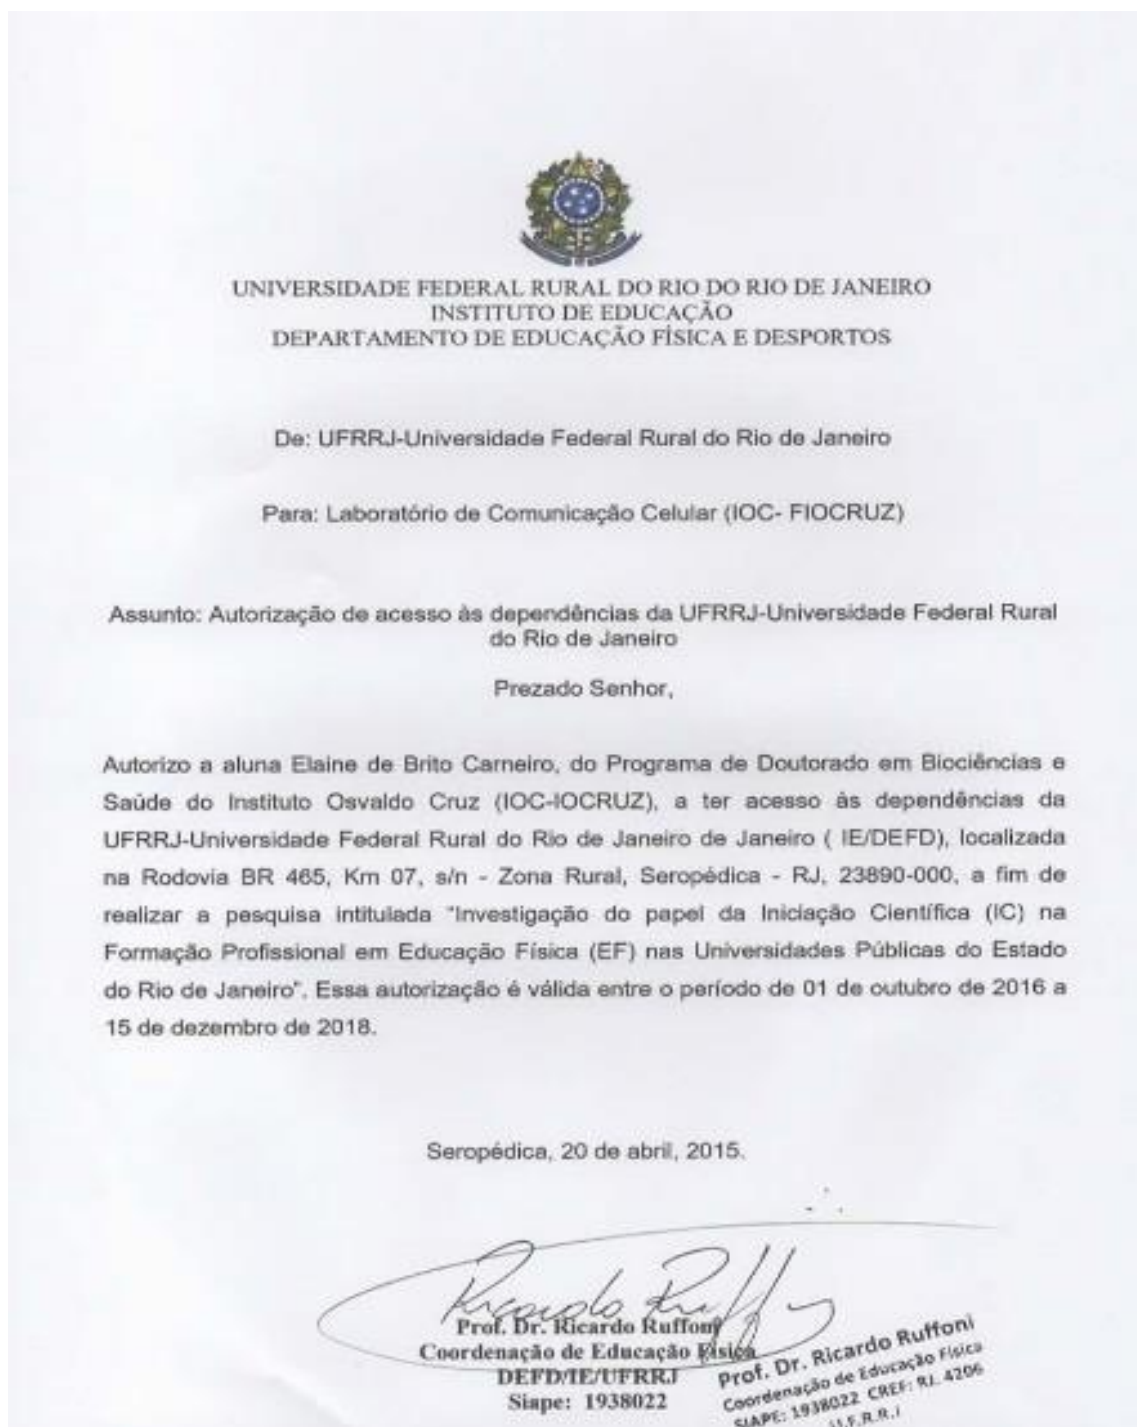 UNIVERSIDADE FEDERAL RURAL DO RIO DO RIO DE JANEIRO
INSTITUTO DE EDUCAÇÃO
DEPARTAMENTO DE EDUCAÇÃO FÍSICA E DESPORTOS
De: UFRRJ-Universidade Federal Rural do Rio de Janeiro
Para: Laboratório de Comunicação Celular (IOC- FIOCRUZ)
Assunto: Autorização de acesso às dependências da UFRRJ-Universidade Federal Rural
do Rio de Janeiro
Prezado Senhor,
Autorizo a aluna Elaine de Brito Carneiro, do Programa de Doutorado em Biociências e
Saúde do Instituto Osvaldo Cruz (IOC-IOCRUZ), a ter acesso às dependências da
UFRRJ-Universidade Federal Rural do Rio de Janeiro de Janeiro ( IE/DEFD), localizada
na Rodovia BR 465, Km 07, s/n - Zona Rural, Seropédica - RJ, 23890-000, a fim de
realizar a pesquisa intitulada "Investigação do papel da Iniciação Científica (IC) na
Formação Profissional em Educação Física (EF) nas Universidades Públicas do Estado
do Rio de Janeiro". Essa autorização é válida entre o período de 01 de outubro de 2016 a
15 de dezembro de 2018.
Seropédica, 20 de abril, 2015.
Ricardo Ruffoni
Prof. Dr. Ricardo Ruffoni
Coordenação de Educação Física
DEFD/IE/UFRRJ
Siape: 1938022
Prof. Dr. Ricardo Ruffoni
Coordenação de Educação Física
SIAPE: 1938022 CREF: RJ. 4206
U.F.R.R.J